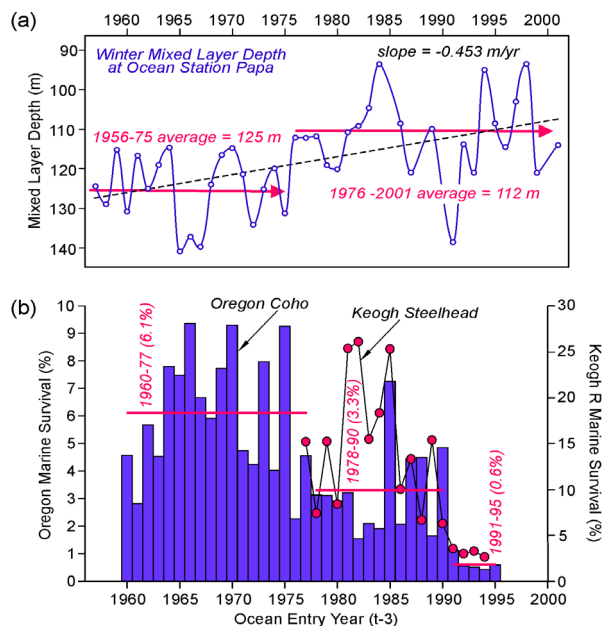 (a)
1960 1965 1970 1975 1980 1985 1990 1995 2000
90
100
110
120
130
140
Mixed Layer Depth (m)
Winter Mixed Layer Depth
at Ocean Station Papa
slope = -0.453 m/yr
1956-75 average = 125 m
1976 -2001 average = 112 m
(b)
10
9
8
7
6
5
4
3
2
1
0
Oregon Marine Survival (%)
1960-77 (6.1%)
Oregon Coho
Keogh Steelhead
1978-90 (3.3%)
1991-95 (0.6%)
30
25
20
15
10
5
0
Keogh R Marine Survival (%)
1960 1965 1970 1975 1980 1985 1990 1995 2000
Ocean Entry Year (t-3)